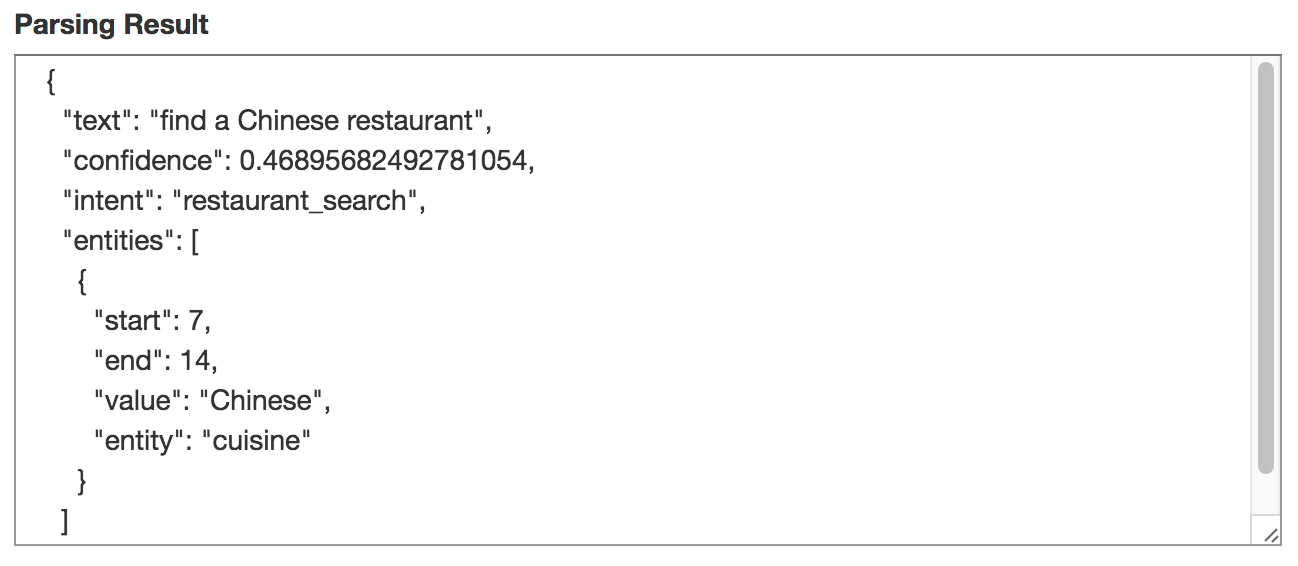 Parsing Result
{
"text": "find a Chinese restaurant",
"confidence": 0.46895682492781054,
"intent": "restaurant_search",
"entities": [
{
"start": 7,
"end": 14,
"value": "Chinese",
"entity": "cuisine"
}
]